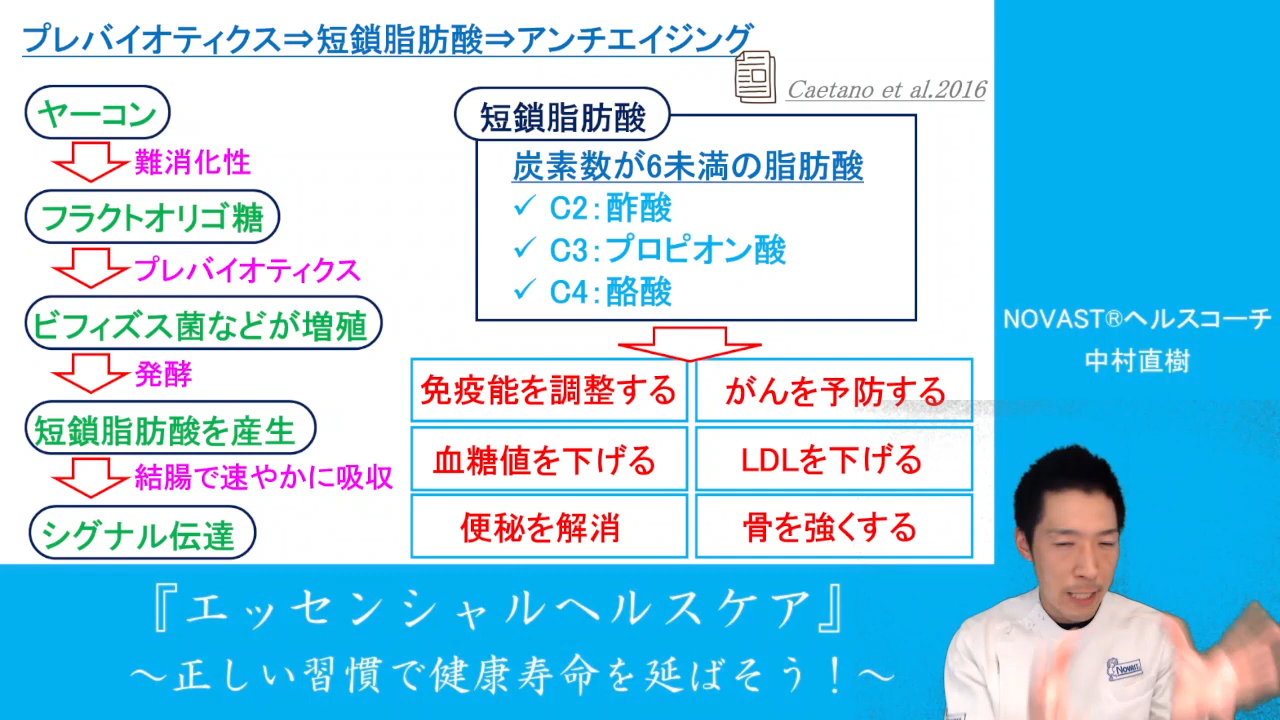 プレバイオティクス⇒短鎖脂肪酸⇒アンチエイジング
Caetano et al.2016
ヤーコン
難消化性
フラクトオリゴ糖
プレバイオティクス
ビフィズス菌などが増殖
発酵
短鎖脂肪酸を産生
結腸で速やかに吸収
シグナル伝達
短鎖脂肪酸
炭素数が6未満の脂肪酸
✓ C2：酢酸
✓ C3：プロピオン酸
✓ C4：酪酸
免疫能を調整する
がんを予防する
血糖値を下げる
LDLを下げる
便秘を解消
骨を強くする
NOVAST®ヘルスコーチ
中村直樹
『エッセンシャルヘルスケア』
～正しい習慣で健康寿命を延ばそう！～
NOVAST